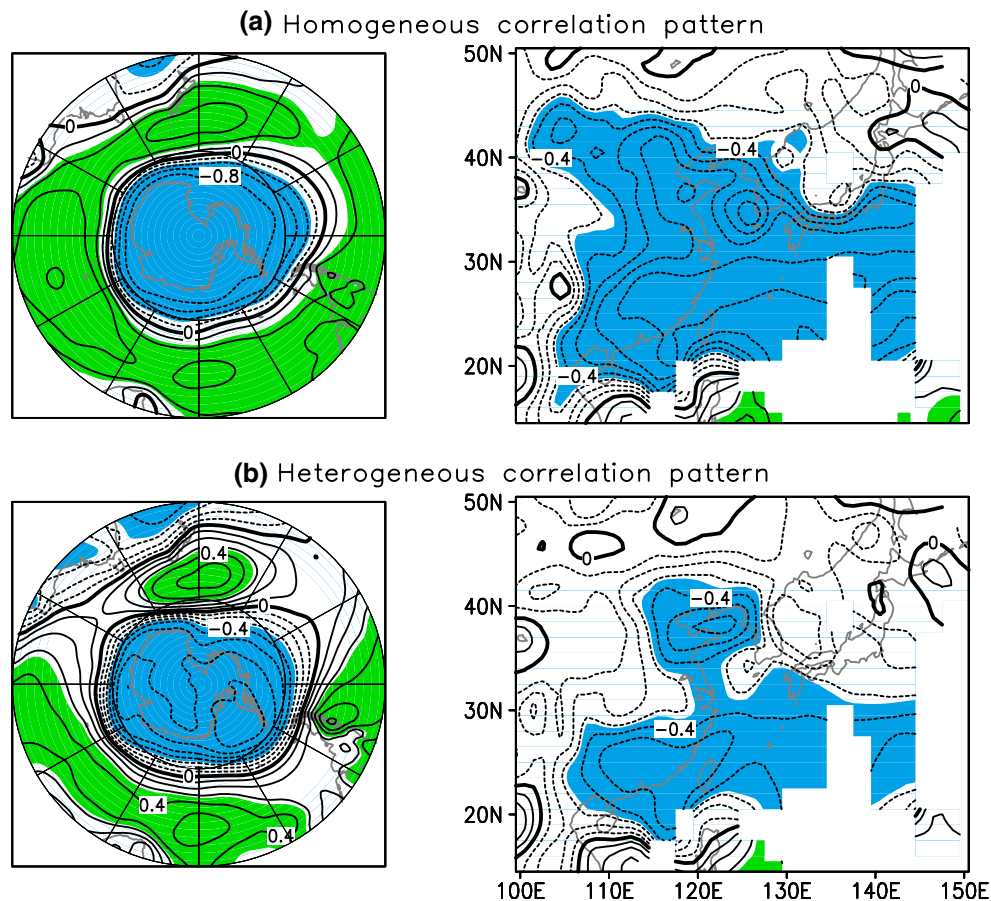 (a) Homogeneous correlation pattern
0
0
−0.8
0
50N
40N
30N
20N
0
−0.4
−0.4
−0.4
(b) Heterogeneous correlation pattern
0.4
0
−0.4
0
0.4
0.4
50N
40N
30N
20N
0
0
−0.4
−0.4
100E 110E 120E 130E 140E 150E